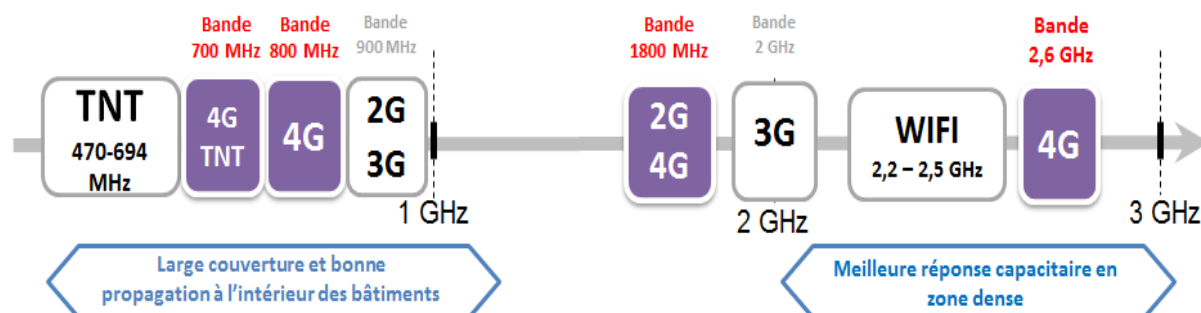 Bande
700 MHz
Bande
800 MHz
Bande
900 MHz
Bande
1800 MHz
Bande
2 GHz
Bande
2,6 GHz
TNT
470-694
MHz
4G
TNT
4G
2G
3G
2G
4G
3G
WIFI
2,2 – 2,5 GHz
4G
1 GHz
2 GHz
3 GHz
Large couverture et bonne
propagation à l'intérieur des bâtiments
Meilleure réponse capacitaire en
zone dense